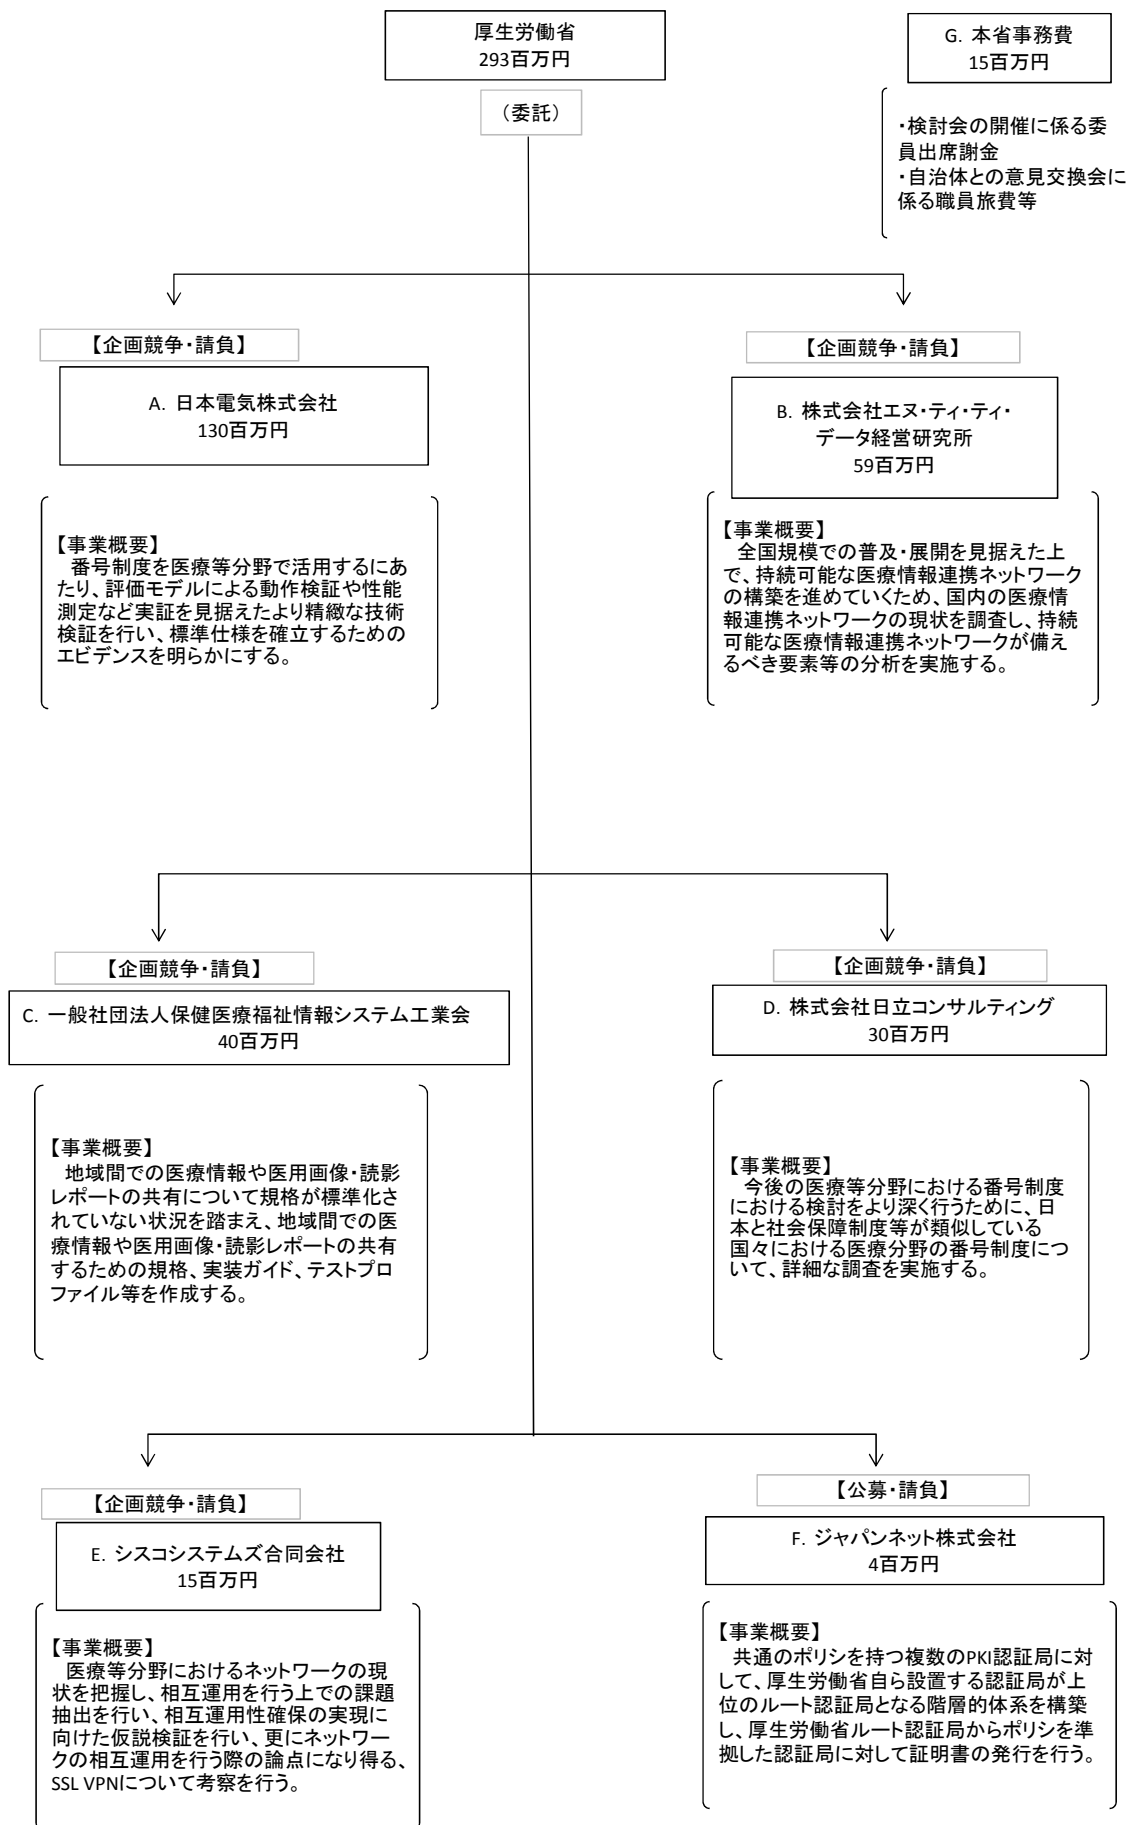 厚生労働省
293百万円
（委託）
G. 本省事務費
15百万円
・検討会の開催に係る委
員出席謝金
・自治体との意見交換会に
係る職員旅費等
【企画競争・請負】
A. 日本電気株式会社
130百万円
【事業概要】
番号制度を医療等分野で活用するにあ
たり、評価モデルによる動作検証や性能
測定など実証を見据えたより精緻な技術
検証を行い、標準仕様を確立するための
エビデンスを明らかにする。
【企画競争・請負】
B. 株式会社エヌ・ティ・ティ・
データ経営研究所
59百万円
【事業概要】
全国規模での普及・展開を見据えた上
で、持続可能な医療情報連携ネットワーク
の構築を進めていくため、国内の医療情
報連携ネットワークの現状を調査し、持続
可能な医療情報連携ネットワークが備え
るべき要素等の分析を実施する。
【企画競争・請負】
C. 一般社団法人保健医療福祉情報システム工業会
40百万円
【事業概要】
地域間での医療情報や医用画像・読影
レポートの共有について規格が標準化さ
れていない状況を踏まえ、地域間での医
療情報や医用画像・読影レポートの共有
するための規格、実装ガイド、テストプロ
ファイル等を作成する。
【企画競争・請負】
D. 株式会社日立コンサルティング
30百万円
【事業概要】
今後の医療等分野における番号制度
における検討をより深く行うために、日
本と社会保障制度等が類似している
国々における医療分野の番号制度につ
いて、詳細な調査を実施する。
【企画競争・請負】
E. シスコシステムズ合同会社
15百万円
【事業概要】
医療等分野におけるネットワークの現
状を把握し、相互運用を行う上での課題
抽出を行い、相互運用性確保の実現に
向けた仮説検証を行い、更にネットワー
クの相互運用を行う際の論点になり得る、
SSL VPNについて考察を行う。
【公募・請負】
F. ジャパンネット株式会社
4百万円
【事業概要】
共通のポリシを持つ複数のPKI認証局に対
して、厚生労働省自ら設置する認証局が上
位のルート認証局となる階層的体系を構築
し、厚生労働省ルート認証局からポリシを準
拠した認証局に対して証明書の発行を行う。